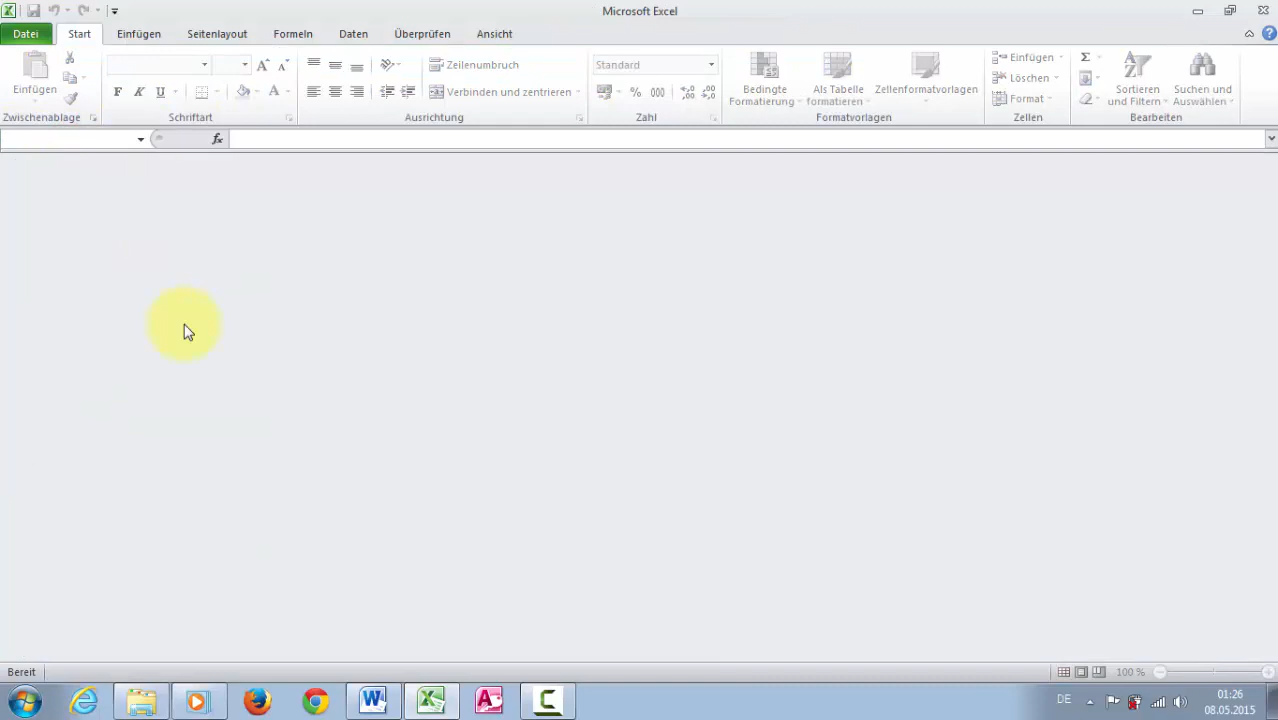 Microsoft Excel
Datei Start Einfügen Seitenlayout Formeln Daten Überprüfen Ansicht
Einfügen
Zwischenablage
F K U A
Schriftart
Zeilenumbruch
Verbinden und zentrieren
Ausrichtung
Standard
% 000
Zahl
Bedingte
Formatierung
Als Tabelle
formatieren
Zellenformatvorlagen
Formatvorlagen
Einfügen
Löschen
Format
Zellen
Σ
Sortieren
und Filtern
Suchen und
Auswählen
Bearbeiten
fx
Bereit
100 %
DE
01:26
08.05.2015